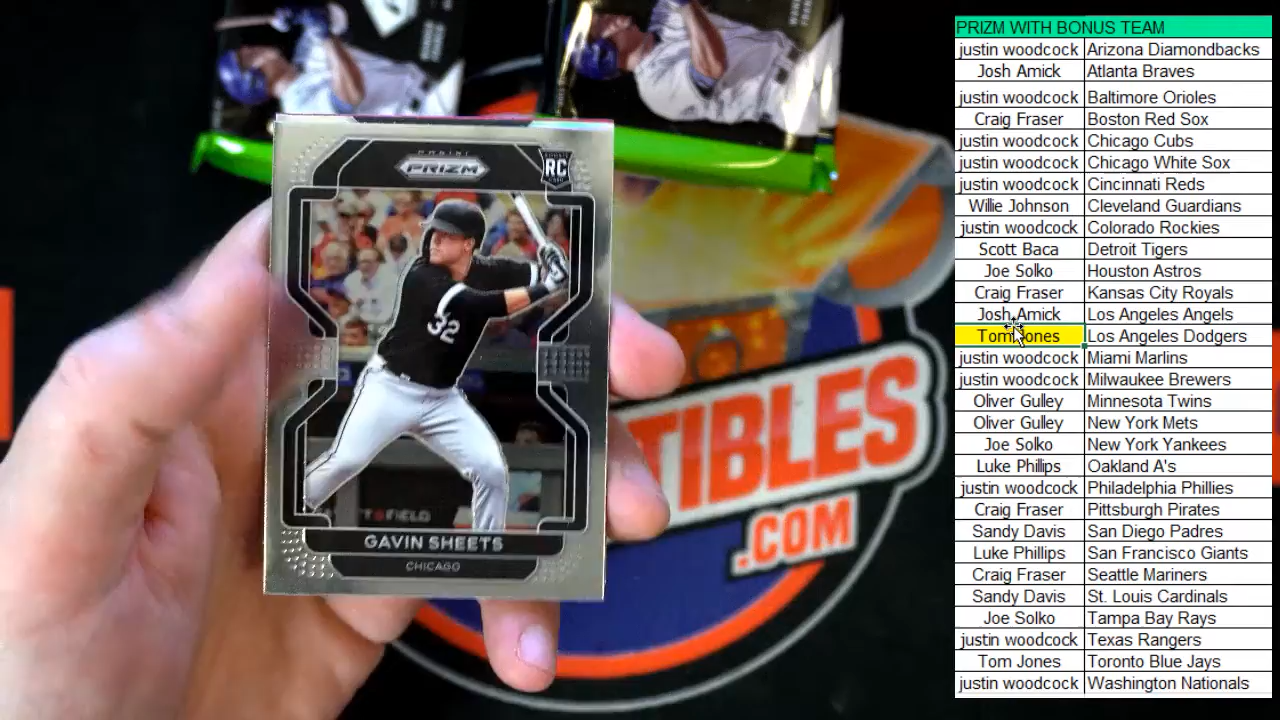 PANINI
PRIZM
RC
32
T FIELD
GAVIN SHEETS
CHICAGO
TIBLES
.COM
PRIZM WITH BONUS TEAM
justin woodcock Arizona Diamondbacks
Josh Amick Atlanta Braves
justin woodcock Baltimore Orioles
Craig Fraser Boston Red Sox
justin woodcock Chicago Cubs
justin woodcock Chicago White Sox
justin woodcock Cincinnati Reds
Willie Johnson Cleveland Guardians
justin woodcock Colorado Rockies
Scott Baca Detroit Tigers
Joe Solko Houston Astros
Craig Fraser Kansas City Royals
Josh Amick Los Angeles Angels
Tom Jones Los Angeles Dodgers
justin woodcock Miami Marlins
justin woodcock Milwaukee Brewers
Oliver Gulley Minnesota Twins
Oliver Gulley New York Mets
Joe Solko New York Yankees
Luke Phillips Oakland A's
justin woodcock Philadelphia Phillies
Craig Fraser Pittsburgh Pirates
Sandy Davis San Diego Padres
Luke Phillips San Francisco Giants
Craig Fraser Seattle Mariners
Sandy Davis St. Louis Cardinals
Joe Solko Tampa Bay Rays
justin woodcock Texas Rangers
Tom Jones Toronto Blue Jays
justin woodcock Washington Nationals